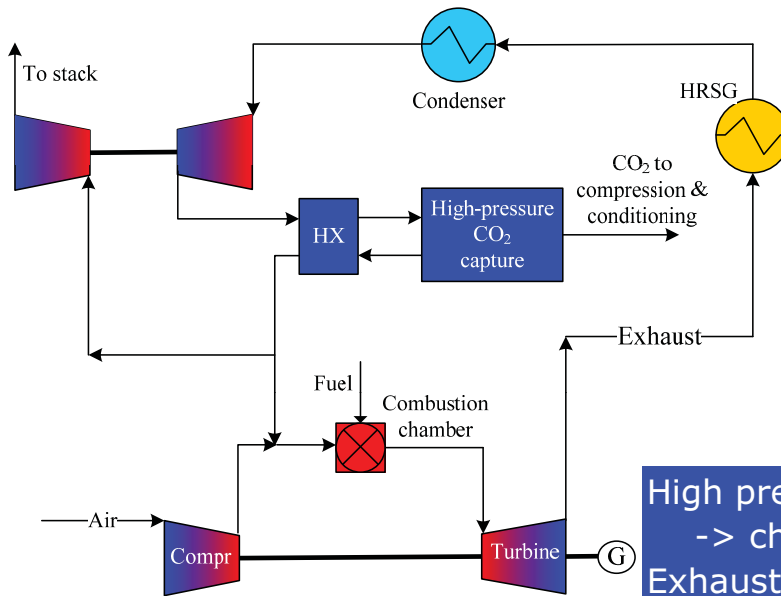 To stack
Condenser
HRSG
CO2 to
compression &
conditioning
HX
High-pressure
CO2
capture
Exhaust
Fuel
Combustion
chamber
Air
Compr
Turbine
G
High pre
-> ch
Exhaust